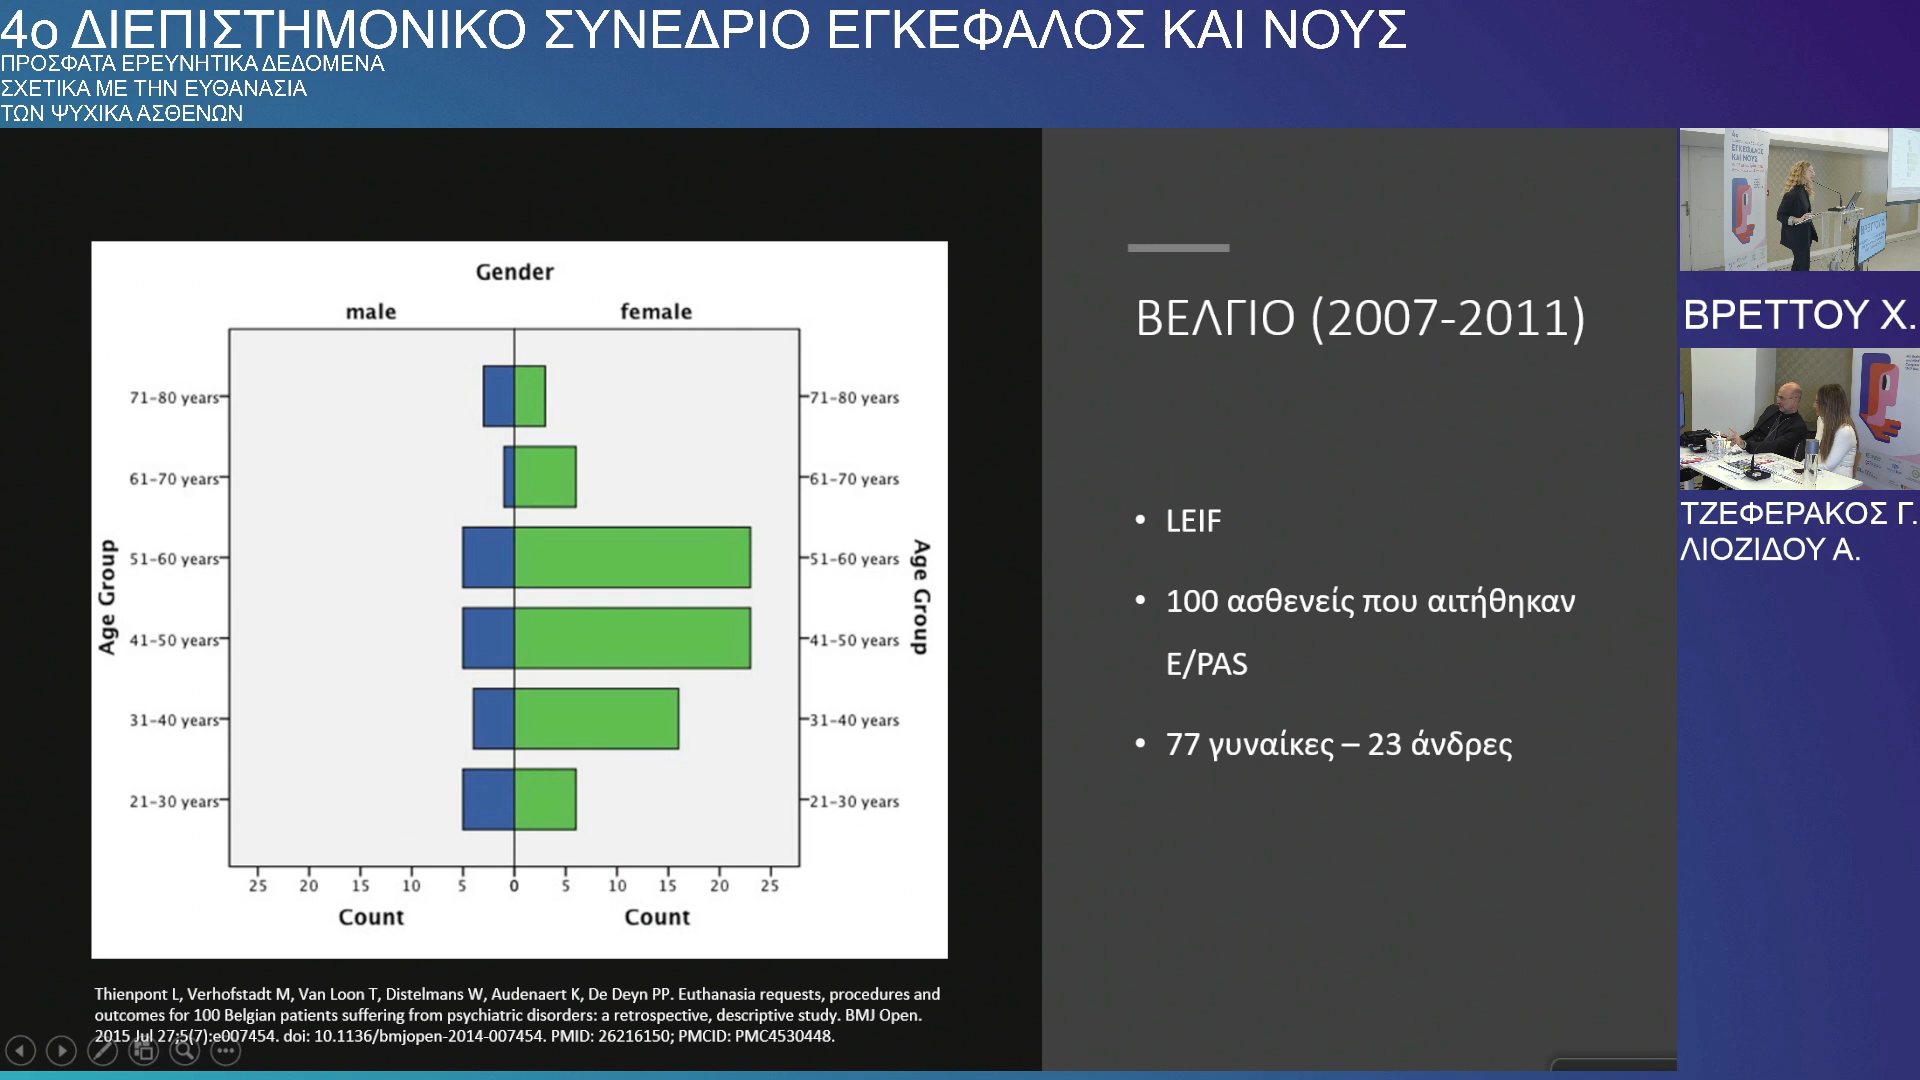 4ο ΔΙΕΠΙΣΤΗΜΟΝΙΚΟ ΣΥΝΕΔΡΙΟ ΕΓΚΕΦΑΛΟΣ ΚΑΙ ΝΟΥΣ
ΠΡΟΣΦΑΤΑ ΕΡΕΥΝΗΤΙΚΑ ΔΕΔΟΜΕΝΑ
ΣΧΕΤΙΚΑ ΜΕ ΤΗΝ ΕΥΘΑΝΑΣΙΑ
ΤΩΝ ΨΥΧΙΚΑ ΑΣΘΕΝΩΝ
Gender
male female
71-80 years 71-80 years
61-70 years 61-70 years
51-60 years 51-60 years
41-50 years 41-50 years
31-40 years 31-40 years
21-30 years 21-30 years
Age Group
Age Group
25 20 15 10 5 0 5 10 15 20 25
Count Count
Thienpont L, Verhofstadt M, Van Loon T, Distelmans W, Audenaert K, De Deyn PP. Euthanasia requests, procedures and
outcomes for 100 Belgian patients suffering from psychiatric disorders: a retrospective, descriptive study. BMJ Open.
2015 Jul 27;5(7):e007454. doi: 10.1136/bmjopen-2014-007454. PMID: 26216150; PMCID: PMC4530448.
ΒΕΛΓΙΟ (2007-2011)
• LEIF
• 100 ασθενείς που αιτήθηκαν
E/PAS
• 77 γυναίκες – 23 άνδρες
ΕΓΚΕΦΑΛΟΣ
ΚΑΙ ΝΟΥΣ
ΒΡΕΤΤΟΥ Χ.
ΤΖΕΦΕΡΑΚΟΣ Γ.
ΛΙΟΖΙΔΟΥ Α.